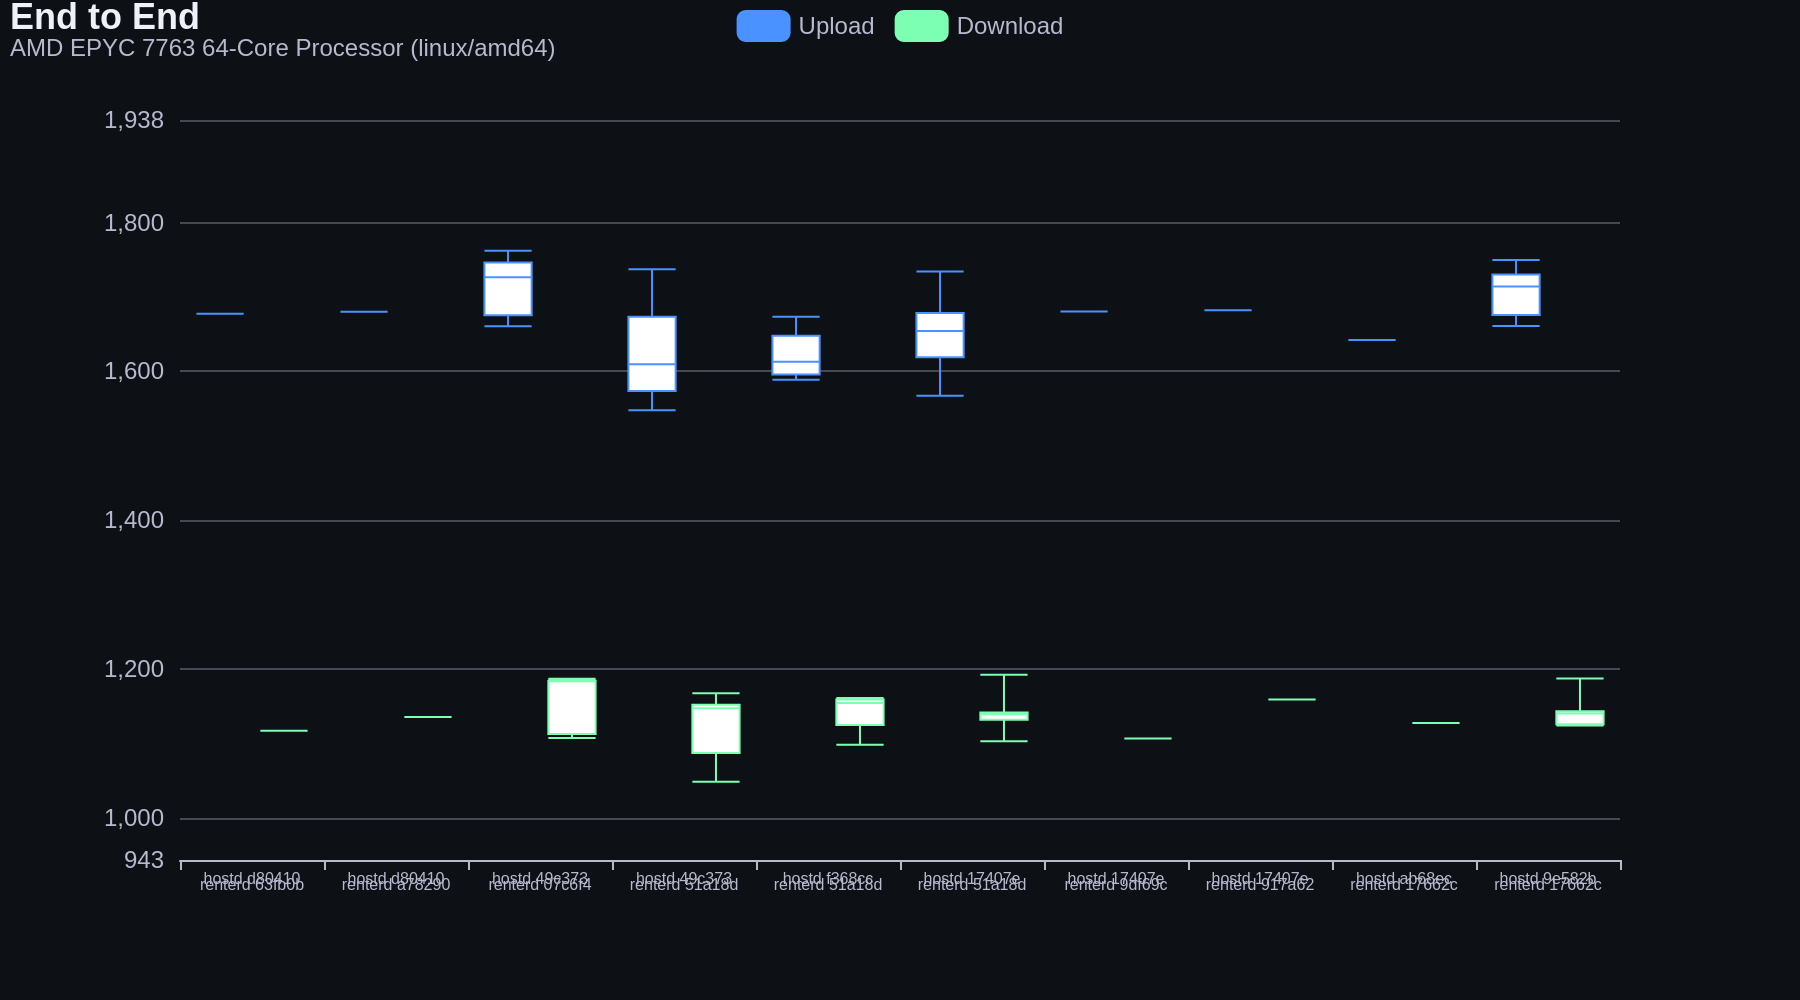 End to End
AMD EPYC 7763 64-Core Processor (linux/amd64)
Upload
Download
1,938
1,800
1,600
1,400
1,200
1,000
943
hostd d80410
renterd 63fb0b
hostd d80410
renterd a78290
hostd 49c373
renterd
hostd 49c373
renterd 51a18d
hostd f368cc
renterd 51a18d
hostd 17407e
renterd 51a18d
hostd 17407e
renterd 9df69c
hostd 17407e
renterd 917a62
hostd ab68ec
renterd 17662c
hostd 9e582b
renterd 17662c